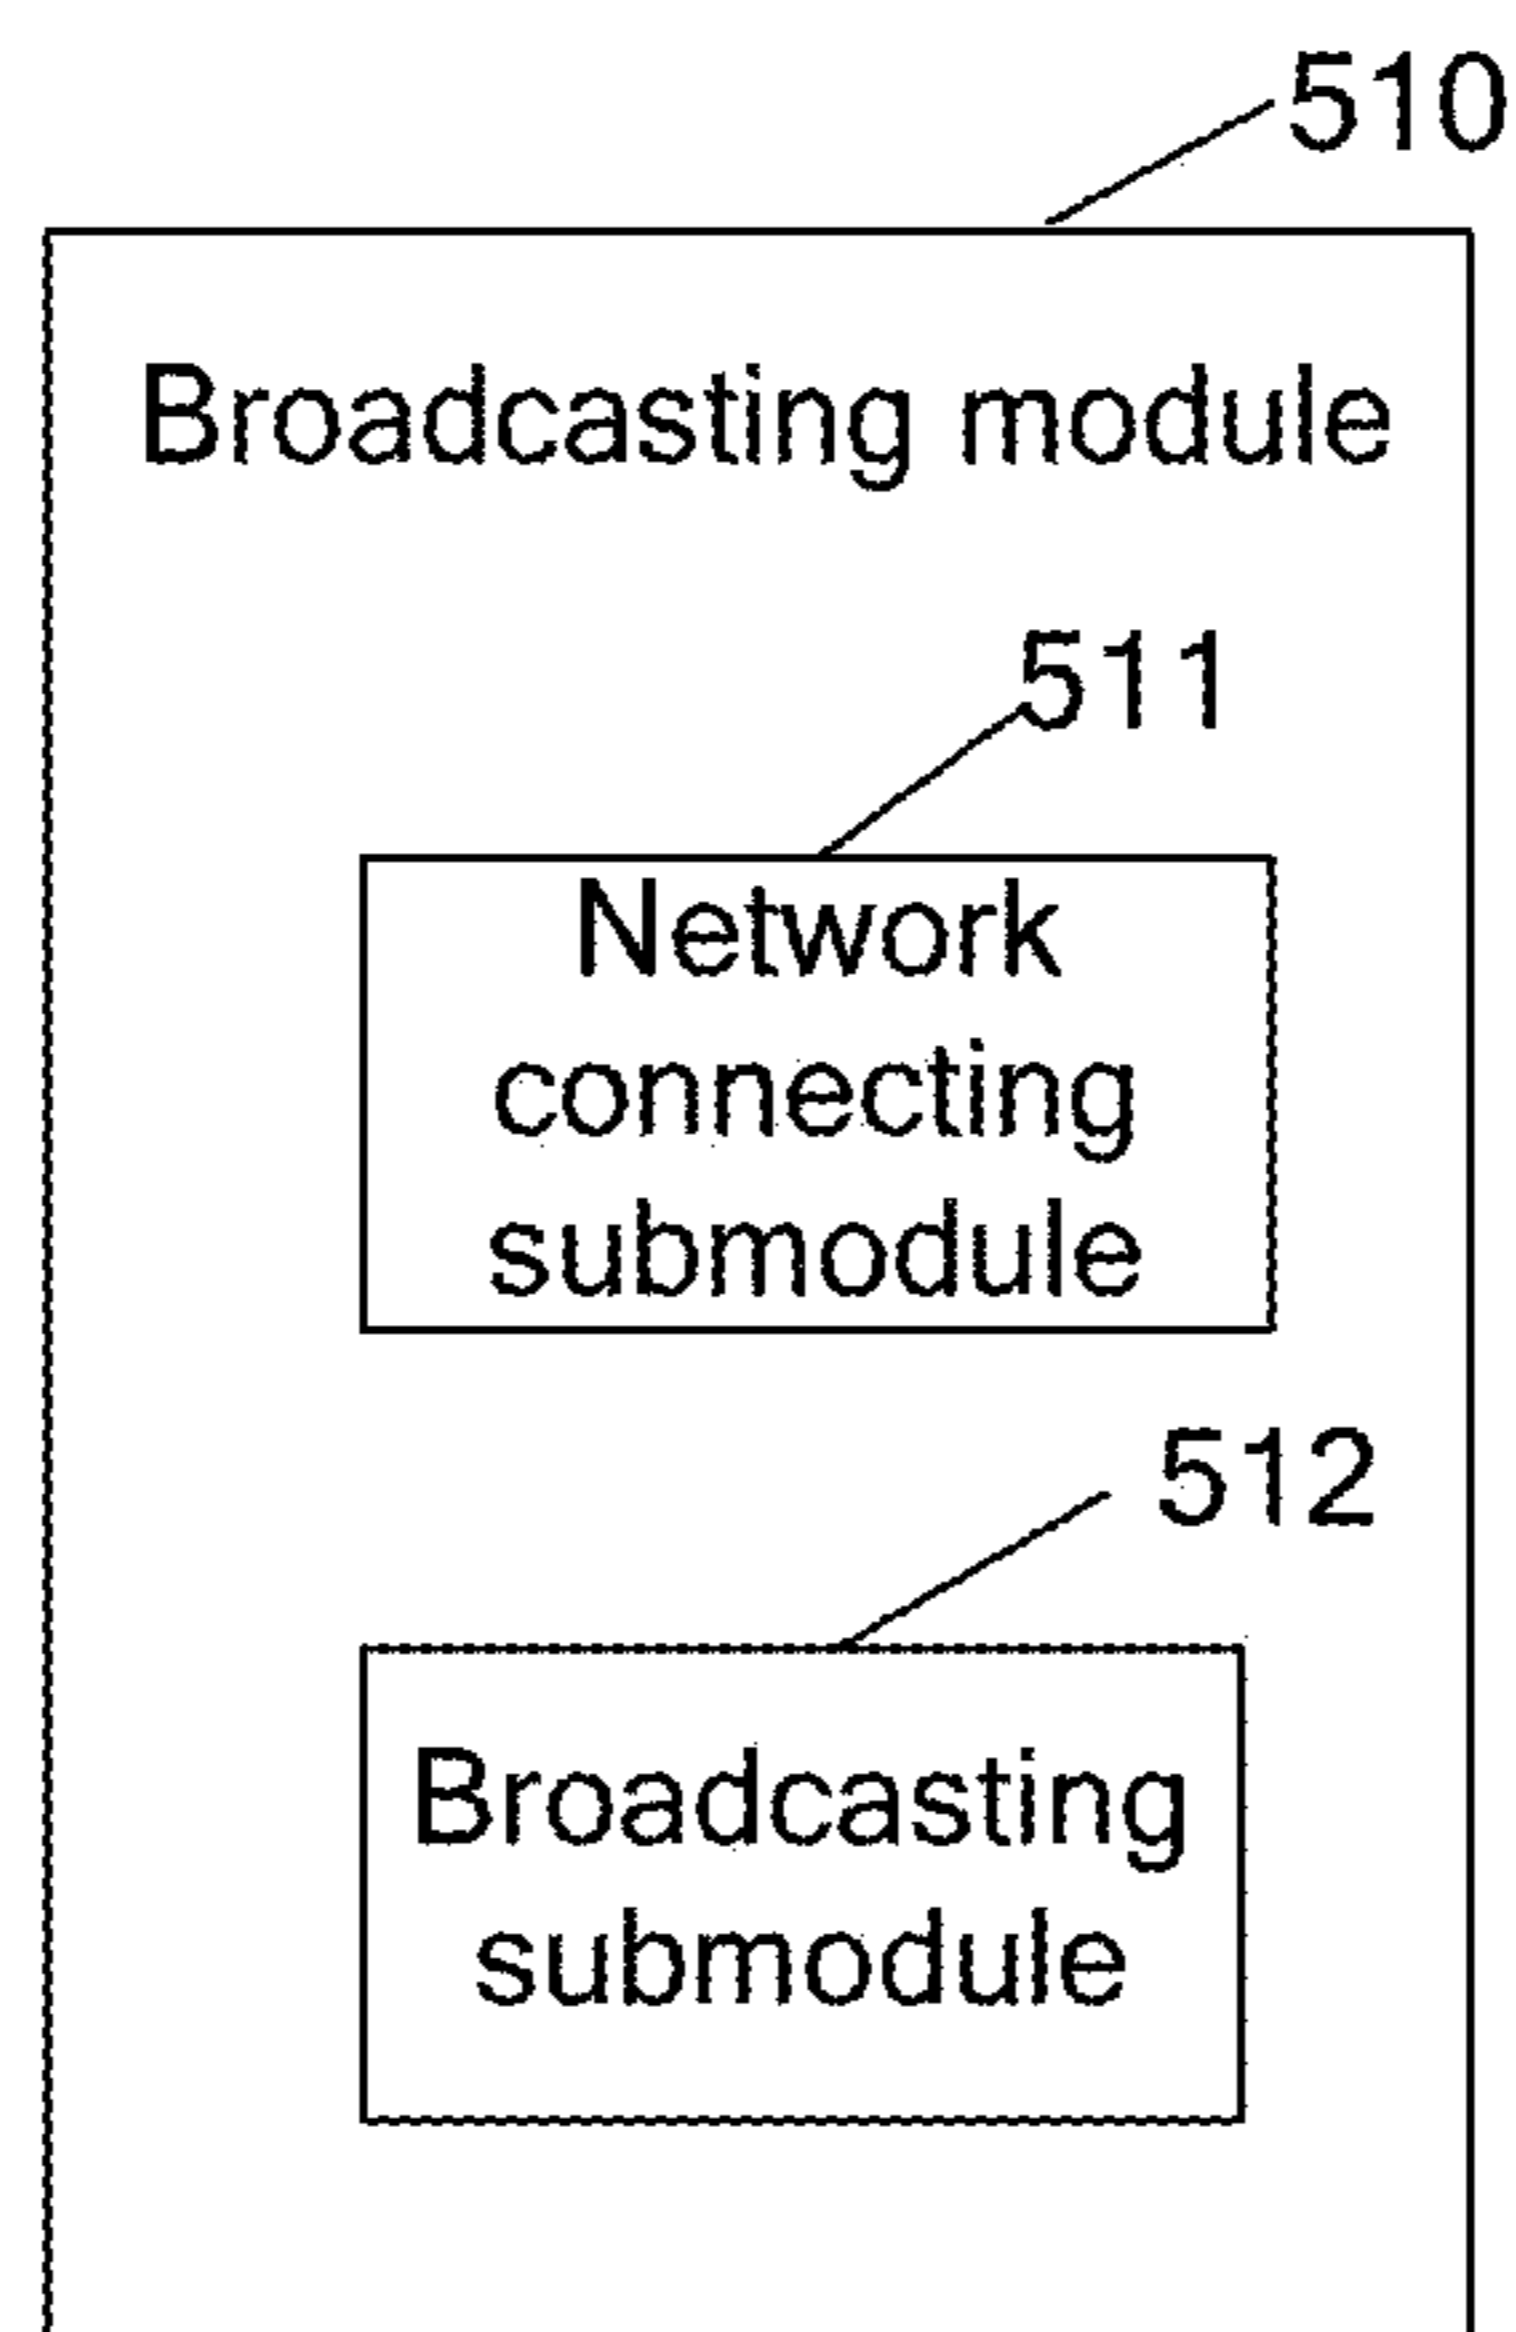 510
Broadcasting module
511
Network
connecting
submodule
512
Broadcasting
submodule